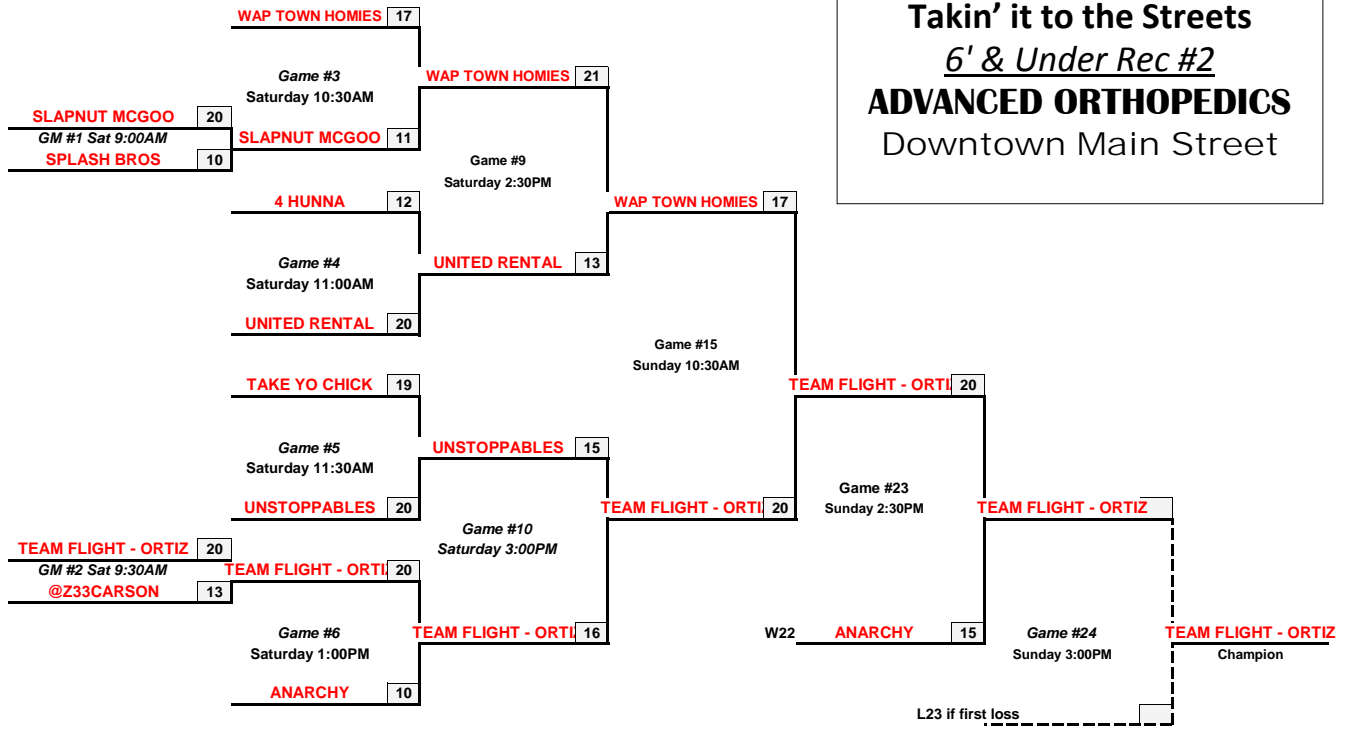 Takin’ it to the Streets
6' & Under Rec #2
ADVANCED ORTHOPEDICS
Downtown Main Street
WAP TOWN HOMIES 17
Game #3
Saturday 10:30AM
SLAPNUT MCGOO 20
GM #1 Sat 9:00AM
SPLASH BROS 10
SLAPNUT MCGOO 11
WAP TOWN HOMIES 21
Game #9
Saturday 2:30PM
4 HUNNA 12
Game #4
Saturday 11:00AM
UNITED RENTAL 20
UNITED RENTAL 13
WAP TOWN HOMIES 17
Game #15
Sunday 10:30AM
TAKE YO CHICK 19
Game #5
Saturday 11:30AM
UNSTOPPABLES 20
UNSTOPPABLES 15
Game #10
Saturday 3:00PM
TEAM FLIGHT - ORTIZ 20
GM #2 Sat 9:30AM
@Z33CARSON 13
TEAM FLIGHT - ORTI 20
Game #6
Saturday 1:00PM
ANARCHY 10
TEAM FLIGHT - ORTI 16
TEAM FLIGHT - ORTIZ 20
TEAM FLIGHT - ORTIZ 20
Game #23
Sunday 2:30PM
W22 ANARCHY 15
TEAM FLIGHT - ORTIZ
Game #24
Sunday 3:00PM
L23 if first loss
TEAM FLIGHT - ORTIZ
Champion